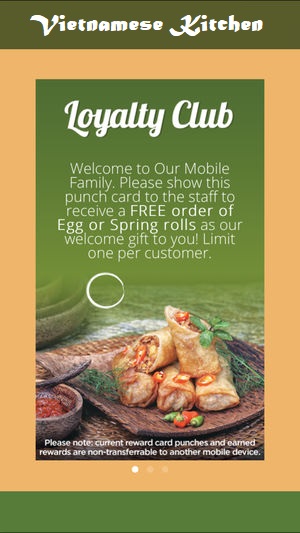 Vietnamese Kitchen
Loyalty Club
Welcome to Our Mobile
Family. Please show this
punch card to the staff to
receive a FREE order of
Egg or Spring rolls as our
welcome gift to you! Limit
one per customer.
Please note: current reward card punches and earned
rewards are non-transferrable to another mobile device.